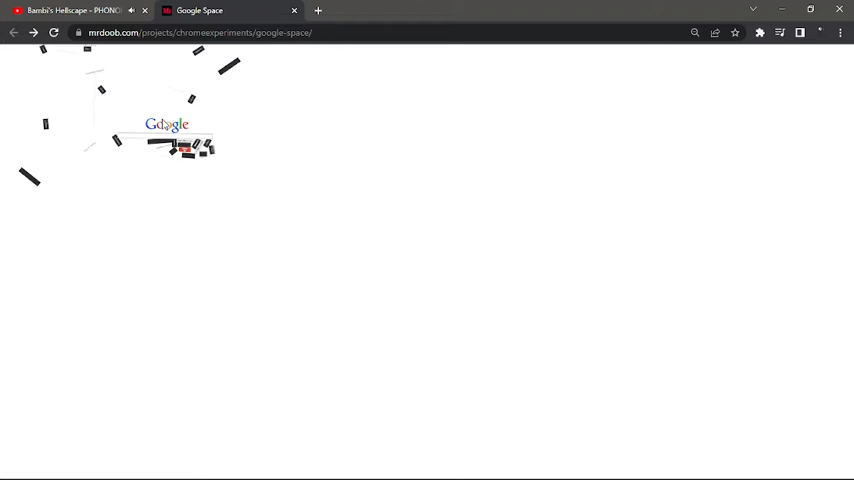 Bambi's Hellscape - PHONO
Google Space
mrdoob.com/projects/chromeexperiments/google-space/
Google